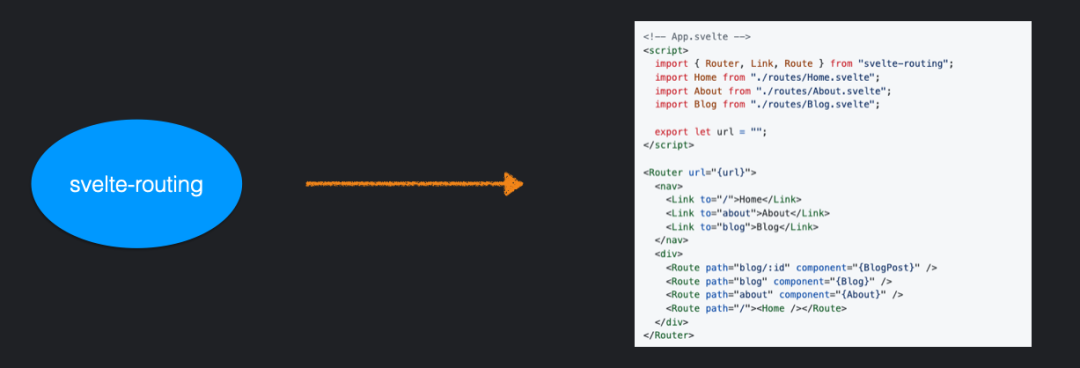 svelte-routing
<!-- App.svelte -->
<script>
  import { Router, Link, Route } from "svelte-routing";
  import Home from "./routes/Home.svelte";
  import About from "./routes/About.svelte";
  import Blog from "./routes/Blog.svelte";

  export let url = "";
</script>

<Router url="{url}">
  <nav>
    <Link to="/">Home</Link>
    <Link to="about">About</Link>
    <Link to="blog">Blog</Link>
  </nav>
  <div>
    <Route path="blog/:id" component="{BlogPost}" />
    <Route path="blog" component="{Blog}" />
    <Route path="about" component="{About}" />
    <Route path="/"><Home /></Route>
  </div>
</Router>